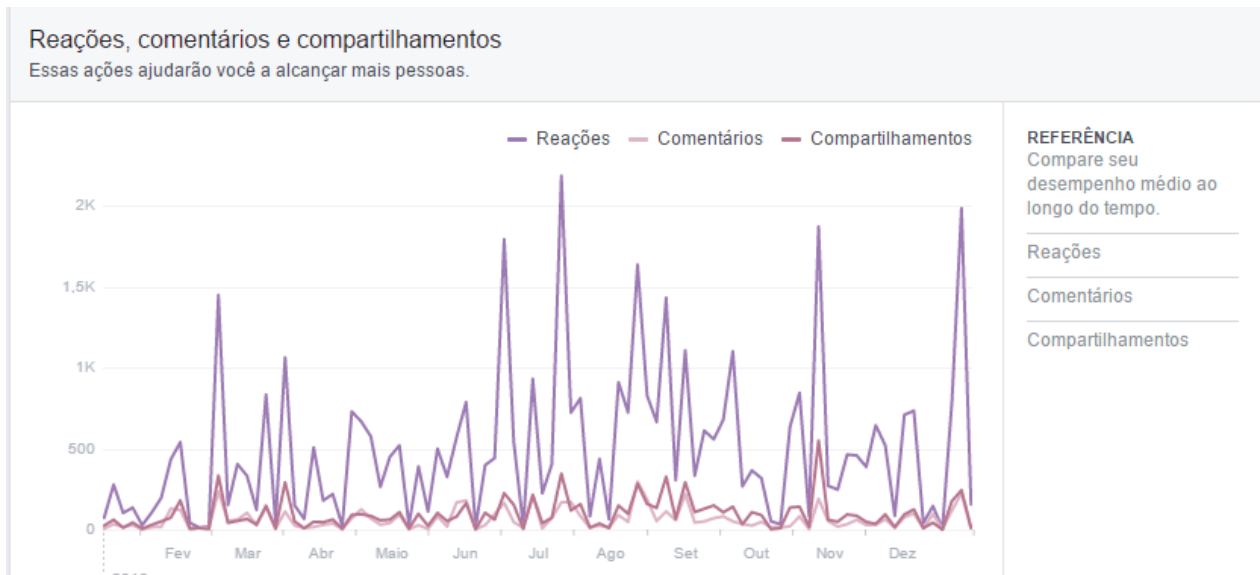 Reações, comentários e compartilhamentos
Essas ações ajudarão você a alcançar mais pessoas.
Reações Comentários Compartilhamentos
2K
1.5K
1K
500
0
Fev Mar Abr Maio Jun Jul Ago Set Out Nov Dez
REFERÊNCIA
Compare seu
desempenho médio ao
longo do tempo.
Reações
Comentários
Compartilhamentos